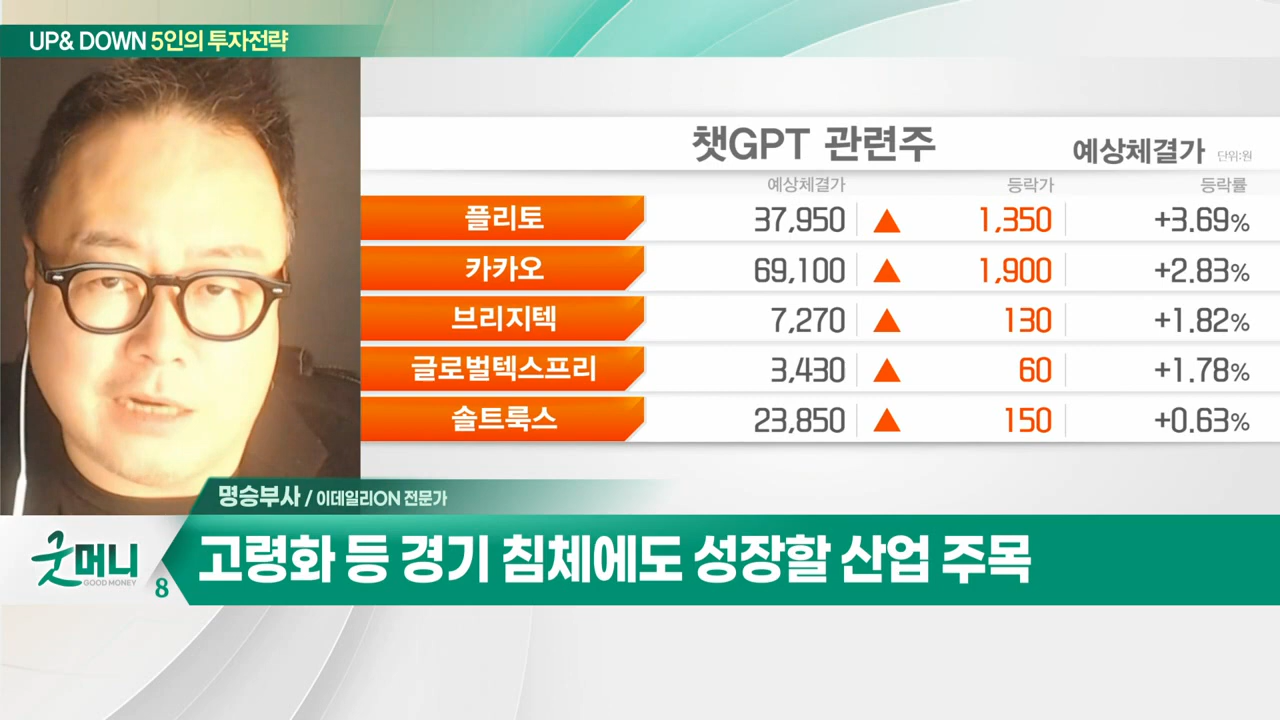 UP& DOWN 5인의 투자전략
챗GPT 관련주 예상체결가 단위:원
예상체결가 등락가 등락률
플리토 37,950 ▲ 1,350 +3.69%
카카오 69,100 ▲ 1,900 +2.83%
브리지텍 7,270 ▲ 130 +1.82%
글로벌텍스프리 3,430 ▲ 60 +1.78%
솔트룩스 23,850 ▲ 150 +0.63%
명승부사 / 이데일리ON 전문가
굿머니
GOOD MONEY
8
고령화 등 경기 침체에도 성장할 산업 주목